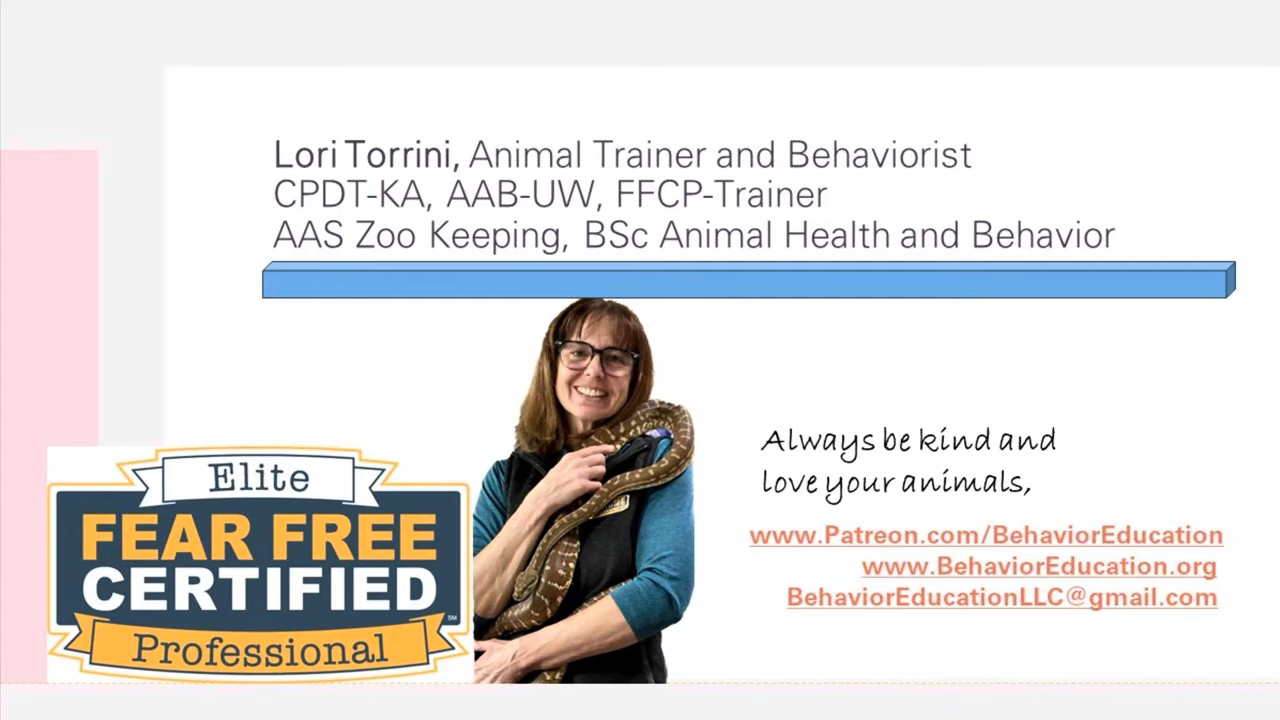 Lori Torrini, Animal Trainer and Behaviorist
CPDT-KA, AAB-UW, FFCP-Trainer
AAS Zoo Keeping, BSc Animal Health and Behavior
Elite
FEAR FREE
CERTIFIED
SM
Professional
Always be kind and
love your animals,
www.Patreon.com/BehaviorEducation
www.BehaviorEducation.org
BehaviorEducationLLC@gmail.com